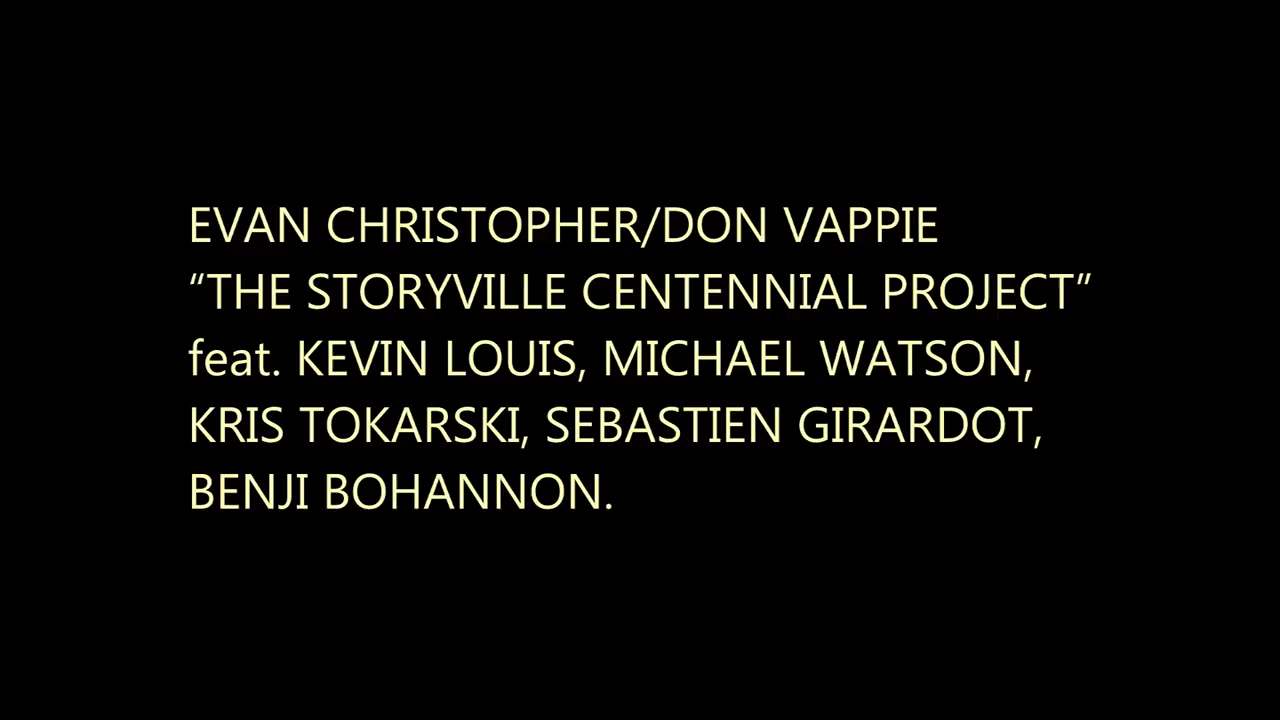 EVAN CHRISTOPHER/DON VAPPIE
“THE STORYVILLE CENTENNIAL PROJECT”
feat. KEVIN LOUIS, MICHAEL WATSON,
KRIS TOKARSKI, SEBASTIEN GIRARDOT,
BENJI BOHANNON.